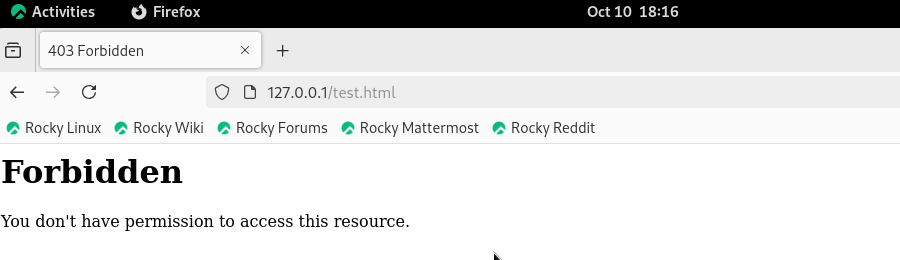 Activities Firefox Oct 10 18:16
403 Forbidden
127.0.0.1/test.html
Rocky Linux Rocky Wiki Rocky Forums Rocky Mattermost Rocky Reddit
Forbidden
You don't have permission to access this resource.